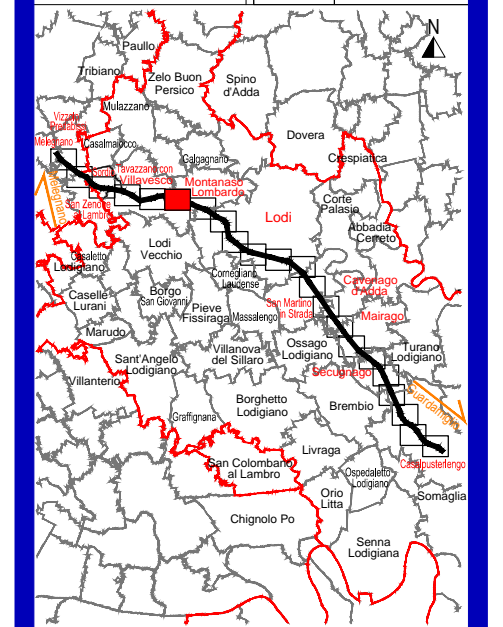 N
Paullo
Tribiano
Zelo Buon
Persico
Spino
d'Adda
Mulazzano
Vizzolo
Predabissi
Dovera
Melegnano
Casalmaiocco
Crespiatica
Galgagnano
Tavazzano con
Villavesco
Sordio
Montanaso
Lombardo
Melegnano
Corte
Palasio
San Zenone
al Lambro
Lodi
Abbadia
Cerreto
Lodi
Vecchio
Casaletto
Lodigiano
Cornegliano
Laudense
Cavenago
d'Adda
Caselle
Lurani
Borgo
San Giovanni
San Martino
in Strada
Pieve
Fissiraga
Massalengo
Mairago
Marudo
Ossago
Lodigiano
Turano
Lodigiano
Villanova
del Sillaro
Sant'Angelo
Lodigiano
Secugnago
Villanterio
Guardamiglio
Borghetto
Lodigiano
Brembio
Graffignana
Livraga
San Colombano
al Lambro
Casalpusterlengo
Ospedaletto
Lodigiano
Orio
Litta
Somaglia
Chignolo Po
Senna
Lodigiana